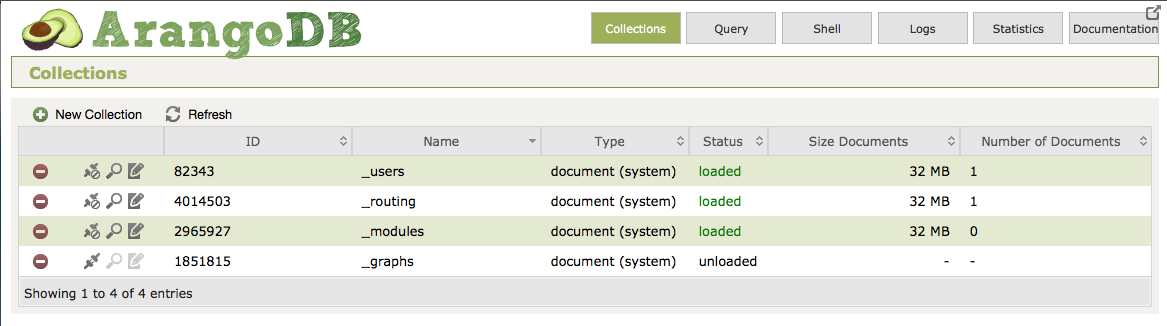 ArangoDB
Collections Query Shell Logs Statistics Documentation
Collections
New Collection Refresh
ID Name Type Status Size Documents Number of Documents
82343 _users document (system) loaded 32 MB 1
4014503 _routing document (system) loaded 32 MB 1
2965927 _modules document (system) loaded 32 MB 0
1851815 _graphs document (system) unloaded - -
Showing 1 to 4 of 4 entries